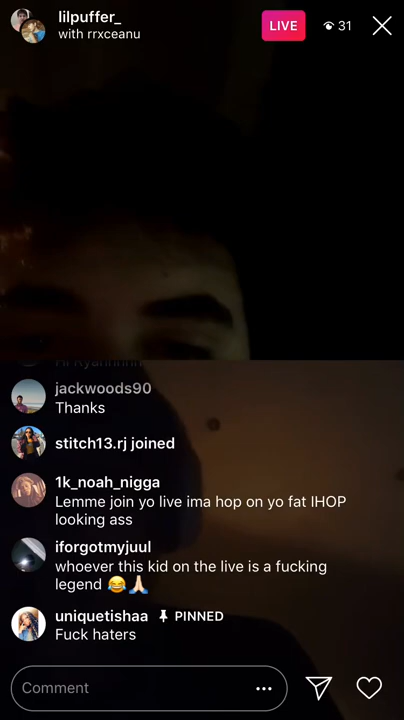 lilpuffer_
with rrxceanu
LIVE
31
jackwoods90
Thanks
stitch13.rj joined
1k_noah_nigga
Lemme join yo live ima hop on yo fat IHOP
looking ass
iforgotmyjuul
whoever this kid on the live is a fucking
legend 😂🙏🏻
uniquetishaa PINNED
Fuck haters
Comment